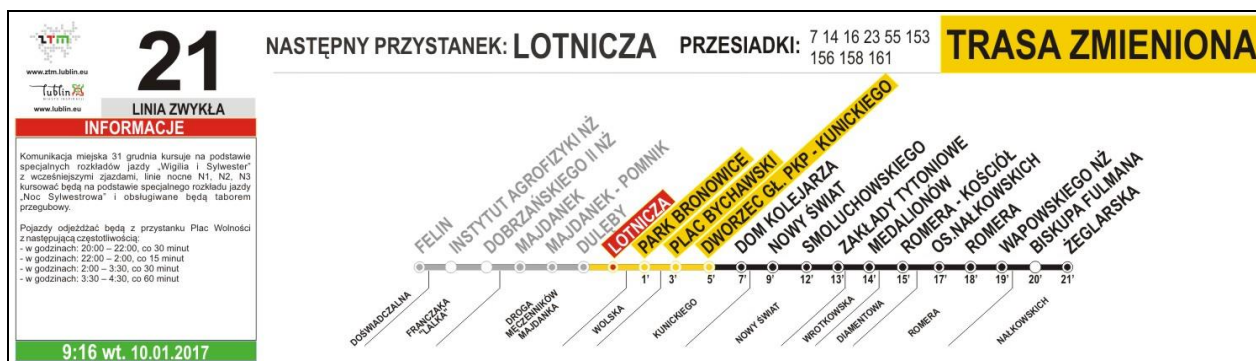 ztm
www.ztm.lublin.eu
lublin
www.lublin.eu
21
LINIA ZWYKŁA
NASTĘPNY PRZYSTANEK: LOTNICZA
PRZESIADKI: 7 14 16 23 55 153
156 158 161
TRASA ZMIENIONA
INFORMACJE
Komunikacja miejska 31 grudnia kursuje na podstawie
specjalnych rozkładów jazdy „Wigilia i Sylwester"
z wcześniejszymi zjazdami, linie nocne N1, N2, N3
kursować będą na podstawie specjalnego rozkładu jazdy
„Noc Sylwestrowa" i obsługiwane będą taborem
przegubowym.
Pojazdy odjeżdżać będą z przystanku Plac Wolności
z następującą częstotliwością:
- w godzinach: 20:00 – 22:00, co 30 minut
- w godzinach: 22:00 – 2:00, co 15 minut
- w godzinach: 2:00 – 3:30, co 30 minut
- w godzinach: 3:30 – 4:30, co 60 minut
9:16 wt. 10.01.2017
FELIN
INSTYTUT AGROFIZYKI NŻ
DOBRZAŃSKIEGO II NŻ
MAJDANEK
MAJDANEK - POMNIK
DULĘBY
LOTNICZA
PARK BRONOWICE
PLAC BYCHAWSKI
DWORZEC GŁ. PKP - KUNICKIEGO
DOM KOLEJARZA
NOWY ŚWIAT
SMOLUCHOWSKIEGO
ZAKŁADY TYTONIOWE
MEDALIONÓW
ROMERA - KOŚCIÓŁ
OS.NAŁKOWSKICH
ROMERA
WAPOWSKIEGO NŻ
BISKUPA FULMANA
ŻEGLARSKA
1' 3' 5' 7' 9' 12' 13' 14' 15' 17' 18' 19' 20' 21'
DOŚWIADCZALNA
FRANCZAKA
"LALKA"
DROGA
MĘCZENNIKÓW
MAJDANKA
WOLSKA
KUNICKIEGO
NOWY ŚWIAT
WROTKOWSKA
DIAMENTOWA
ROMERA
NAŁKOWSKICH